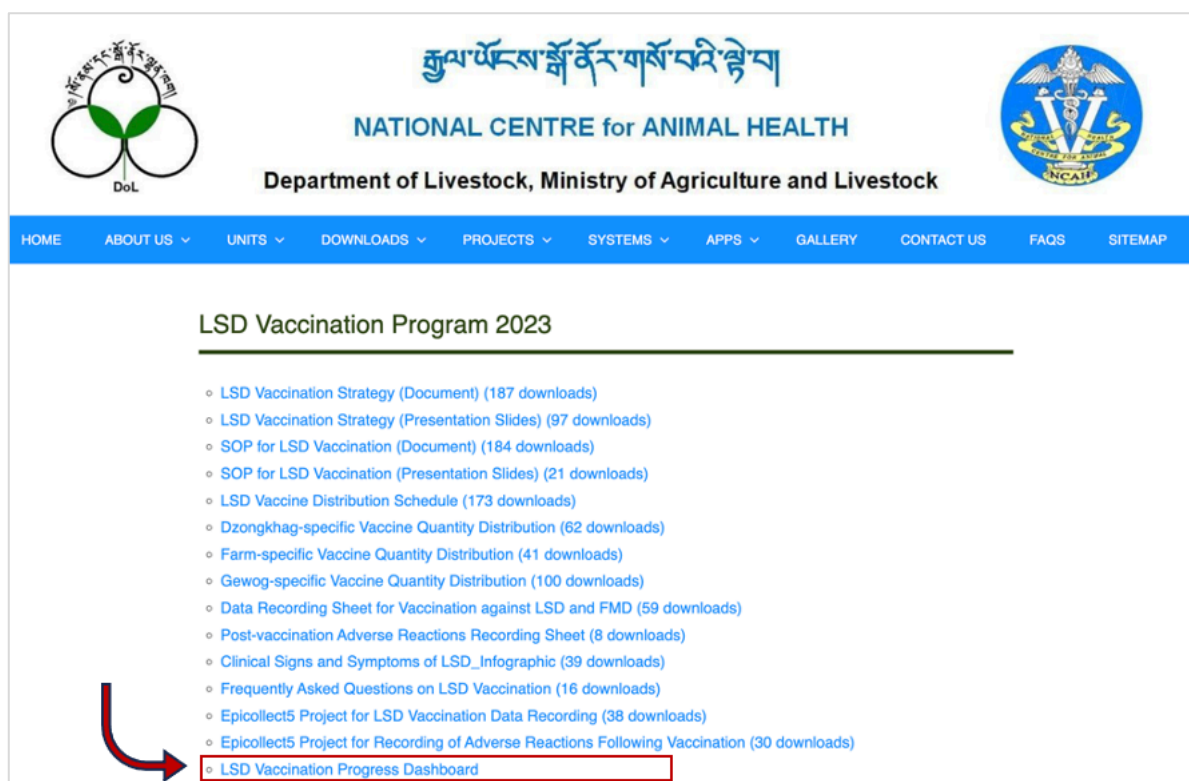 རྒྱལ་ཡོངས་སྒོ་ནོར་གསོ་བའི་ལྟེ་བ།
NATIONAL CENTRE for ANIMAL HEALTH
Department of Livestock, Ministry of Agriculture and Livestock
DoL
NCAH
HOME ABOUT US UNITS DOWNLOADS PROJECTS SYSTEMS APPS GALLERY CONTACT US FAQS SITEMAP
LSD Vaccination Program 2023
LSD Vaccination Strategy (Document) (187 downloads)
LSD Vaccination Strategy (Presentation Slides) (97 downloads)
SOP for LSD Vaccination (Document) (184 downloads)
SOP for LSD Vaccination (Presentation Slides) (21 downloads)
LSD Vaccine Distribution Schedule (173 downloads)
Dzongkhag-specific Vaccine Quantity Distribution (62 downloads)
Farm-specific Vaccine Quantity Distribution (41 downloads)
Gewog-specific Vaccine Quantity Distribution (100 downloads)
Data Recording Sheet for Vaccination against LSD and FMD (59 downloads)
Post-vaccination Adverse Reactions Recording Sheet (8 downloads)
Clinical Signs and Symptoms of LSD_Infographic (39 downloads)
Frequently Asked Questions on LSD Vaccination (16 downloads)
Epicollect5 Project for LSD Vaccination Data Recording (38 downloads)
Epicollect5 Project for Recording of Adverse Reactions Following Vaccination (30 downloads)
LSD Vaccination Progress Dashboard